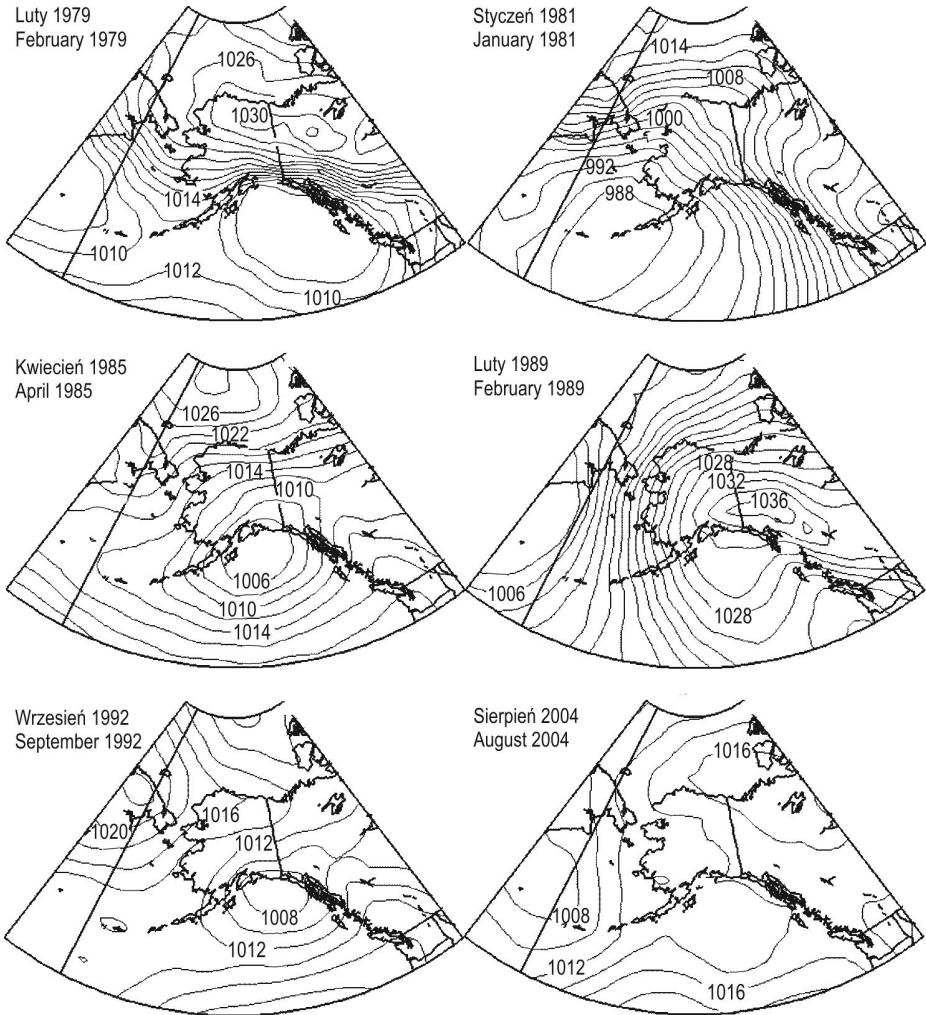 Luty 1979
February 1979
1026
1030
1014
1010
1012
1010
Styczeń 1981
January 1981
1014
1008
1000
992
988
Kwiecień 1985
April 1985
1026
1022
1014
1010
1006
1010
1014
Luty 1989
February 1989
1028
1032
1036
1006
1028
Wrzesień 1992
September 1992
1020
1016
1012
1008
1012
Sierpień 2004
August 2004
1016
1008
1012
1016